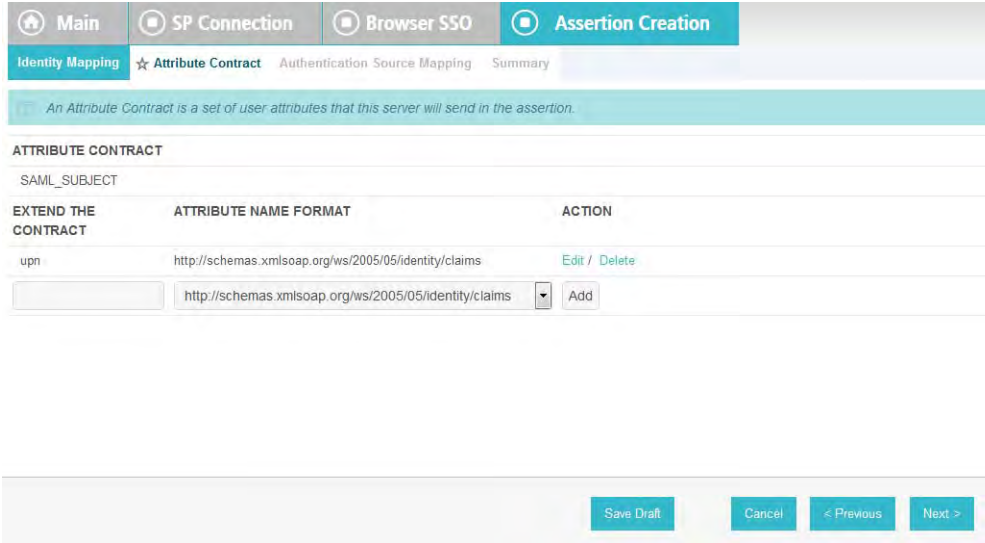 Main SP Connection Browser SSO Assertion Creation
Identity Mapping Attribute Contract Authentication Source Mapping Summary
An Attribute Contract is a set of user attributes that this server will send in the assertion.
ATTRIBUTE CONTRACT
SAML_SUBJECT
EXTEND THE CONTRACT ATTRIBUTE NAME FORMAT ACTION
upn http://schemas.xmlsoap.org/ws/2005/05/identity/claims Edit / Delete
http://schemas.xmlsoap.org/ws/2005/05/identity/claims Add
Save Draft Cancel < Previous Next >